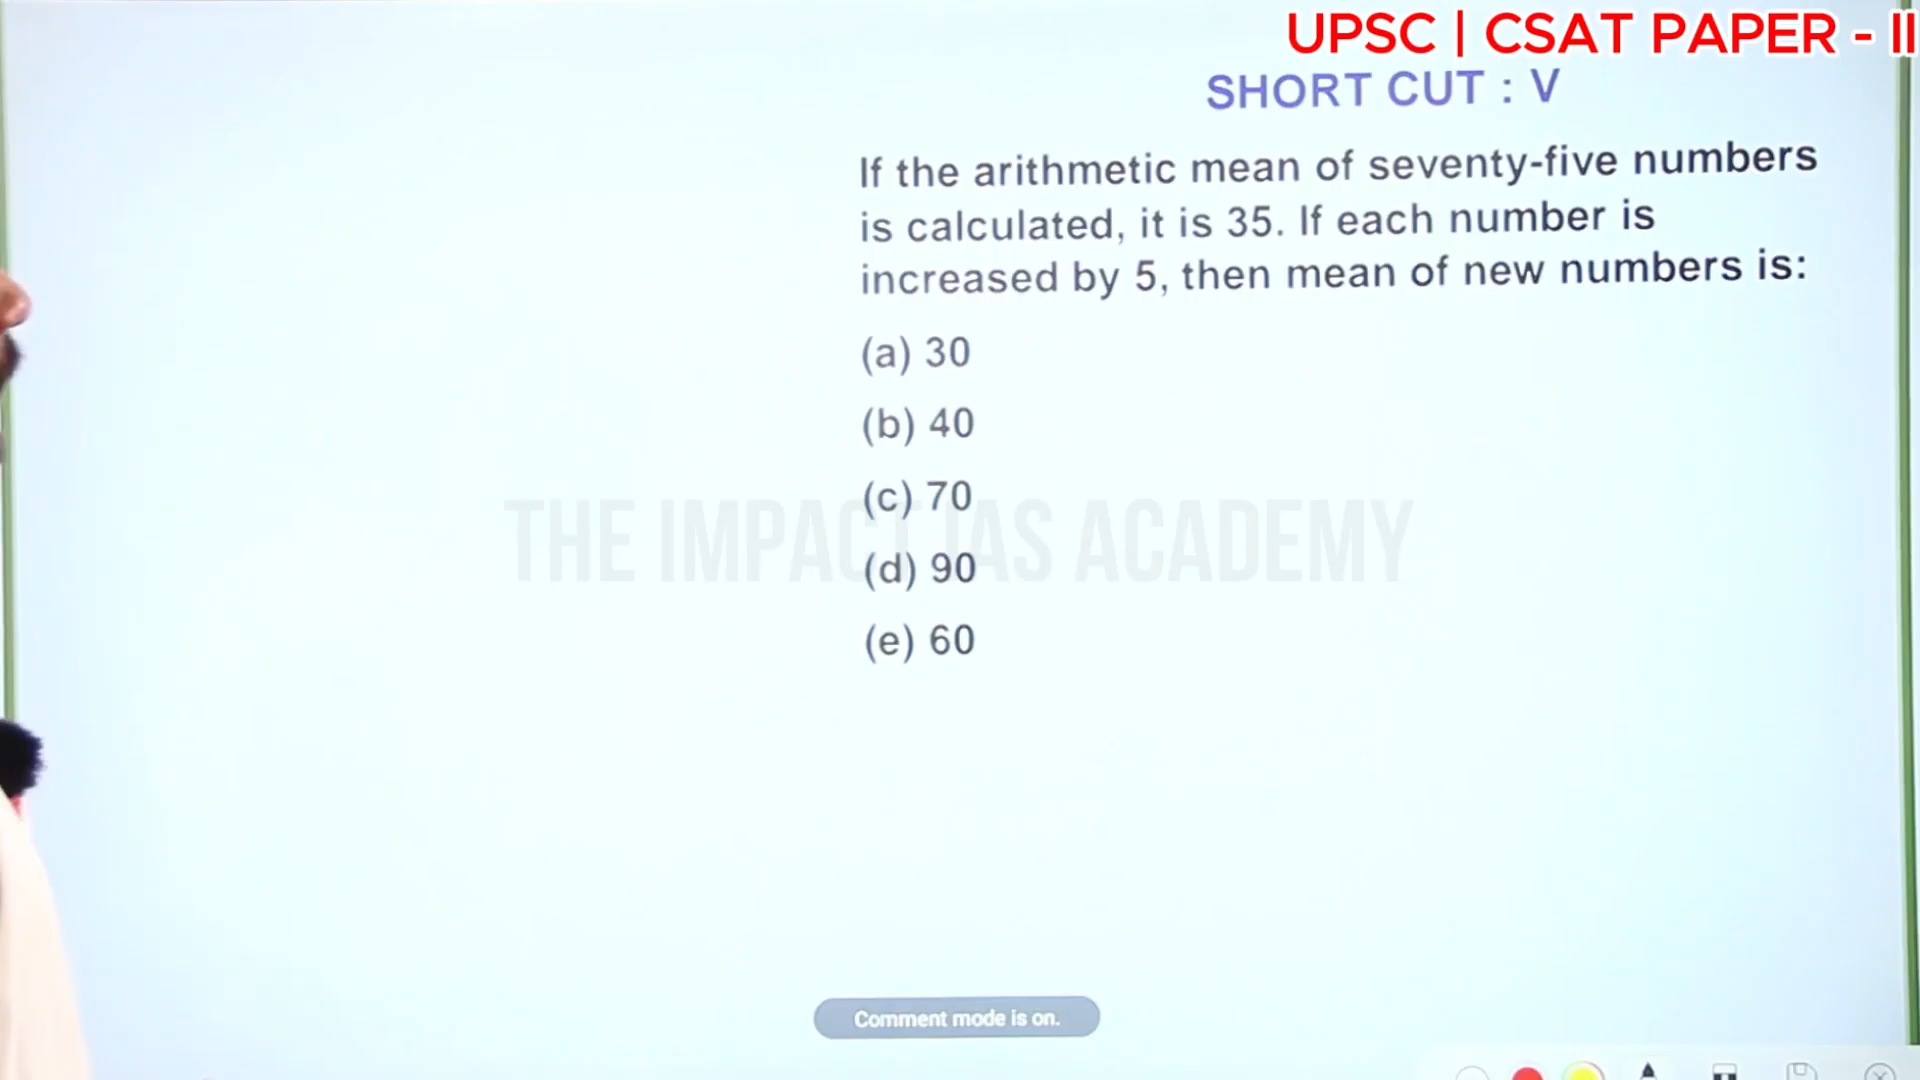 UPSC | CSAT PAPER - II
SHORT CUT : V
If the arithmetic mean of seventy-five numbers
is calculated, it is 35. If each number is
increased by 5, then mean of new numbers is:
(a) 30
(b) 40
(c) 70
(d) 90
(e) 60
THE IMPACT IAS ACADEMY
Comment mode is on.